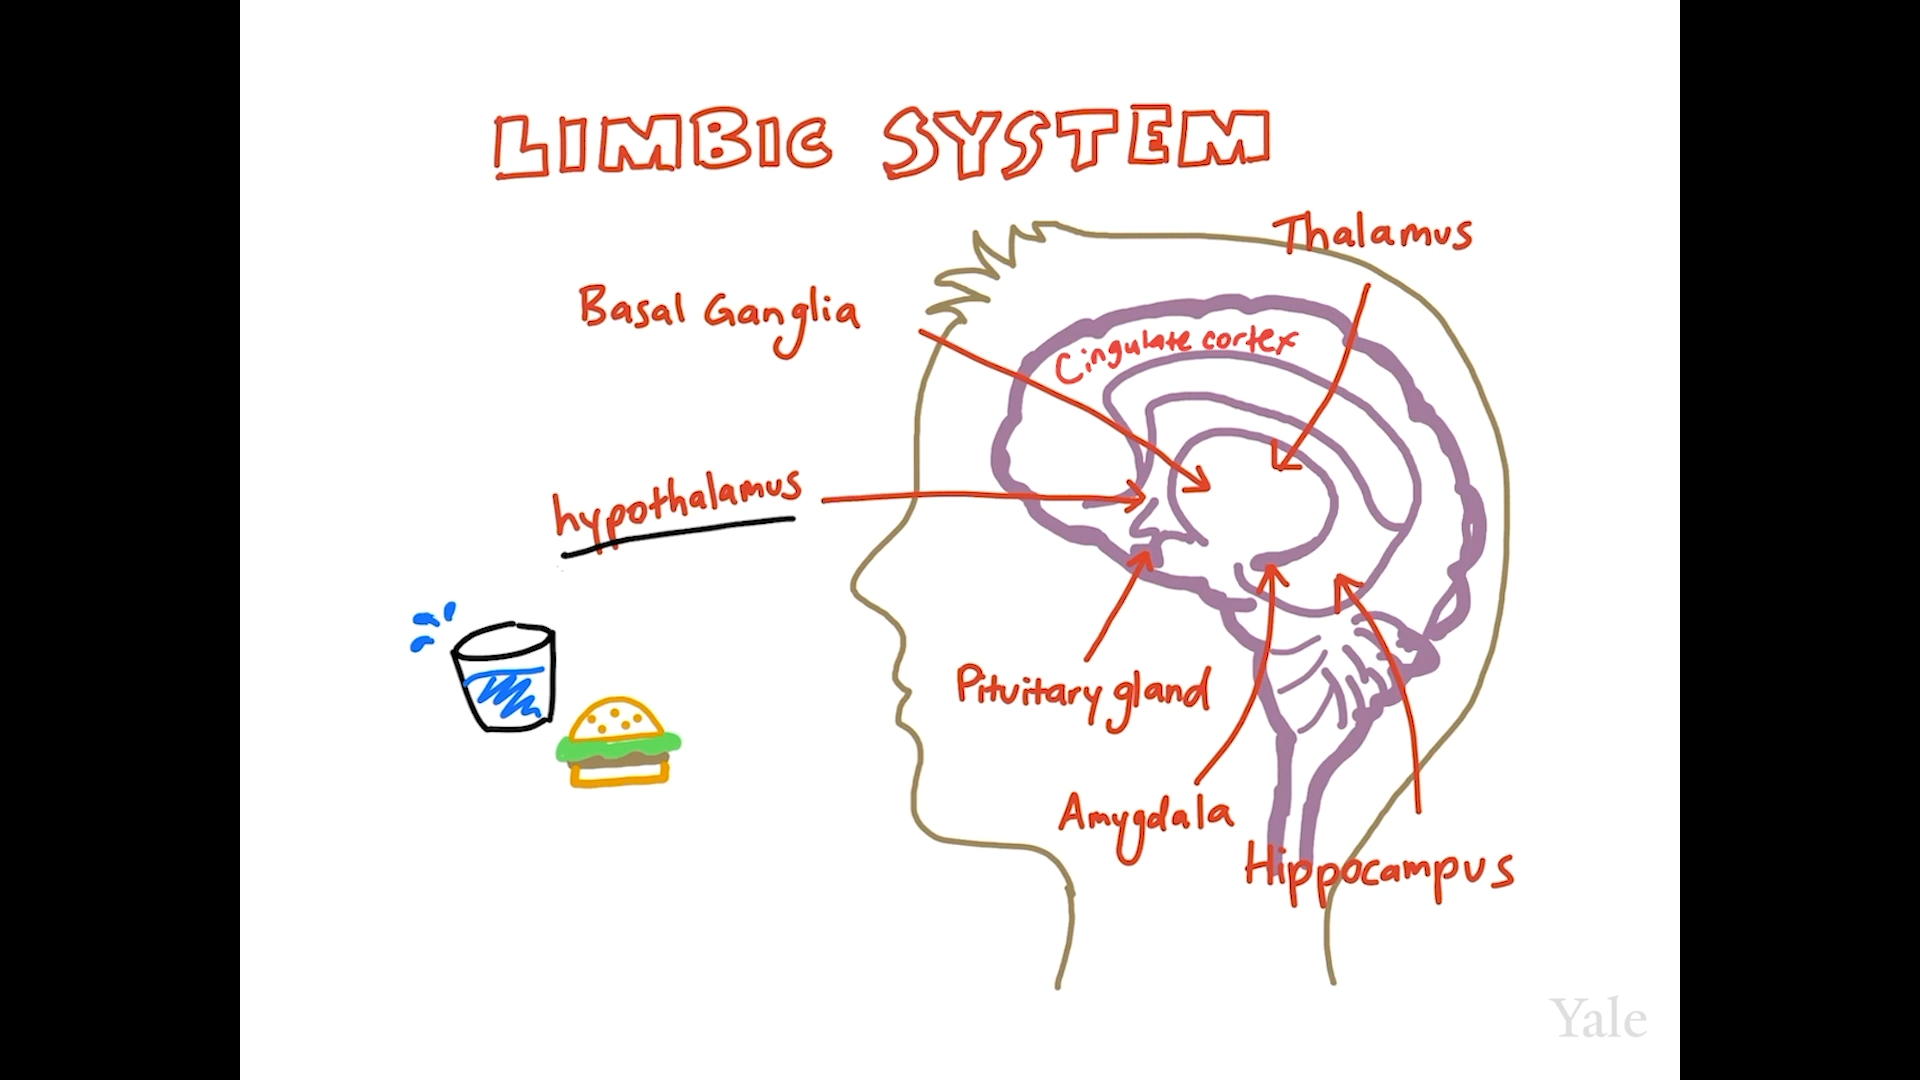 LIMBIC SYSTEM
Thalamus
Basal Ganglia
Cingulate cortex
hypothalamus
Pituitary gland
Amygdala
Hippocampus
Yale